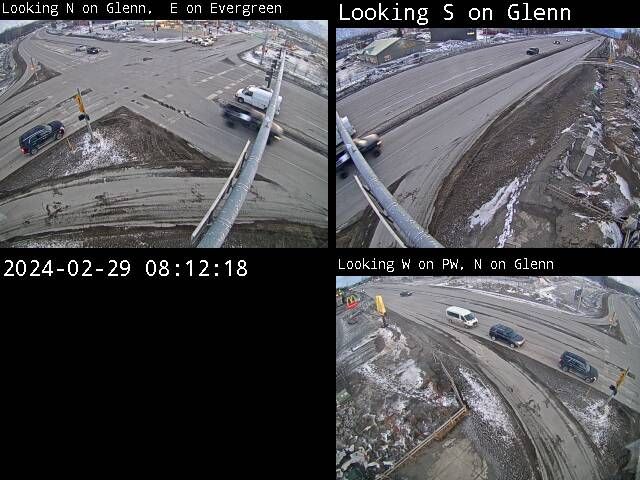 Looking N on Glenn,  E on Evergreen
Looking S on Glenn
2024-02-29 08:12:18
Looking W on PW, N on Glenn